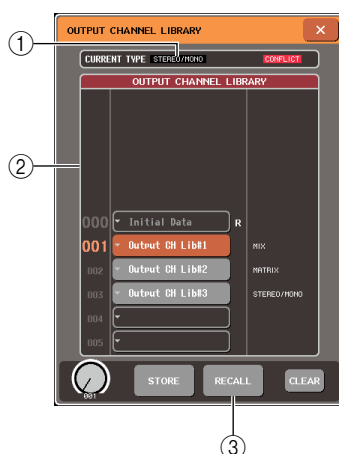 OUTPUT CHANNEL LIBRARY ×
1
CURRENT TYPE STEREO/MONO CONFLICT
OUTPUT CHANNEL LIBRARY
2
000 Initial Data R
001 Output CH Lib#1 MIX
002 Output CH Lib#2 MATRIX
003 Output CH Lib#3 STEREO/MONO
004
005
001 STORE RECALL CLEAR
3